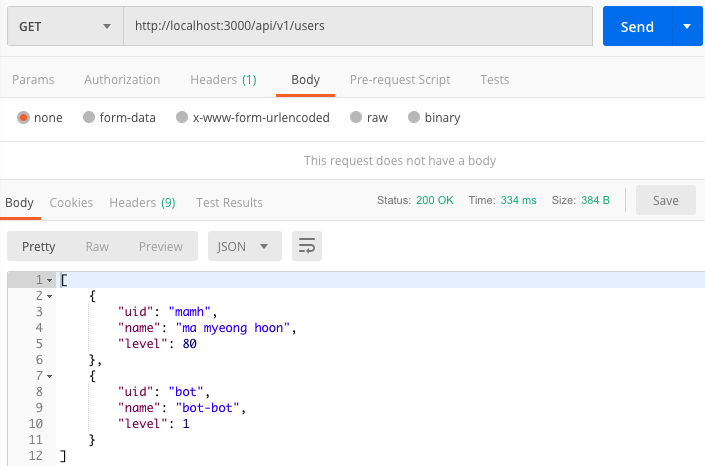 GET http://localhost:3000/api/v1/users Send
Params Authorization Headers (1) Body Pre-request Script Tests
none form-data x-www-form-urlencoded raw binary
This request does not have a body
Body Cookies Headers (9) Test Results Status: 200 OK Time: 334 ms Size: 384 B Save
Pretty Raw Preview JSON
1 [
2 {
3 "uid": "mamh",
4 "name": "ma myeong hoon",
5 "level": 80
6 },
7 {
8 "uid": "bot",
9 "name": "bot-bot",
10 "level": 1
11 }
12 ]